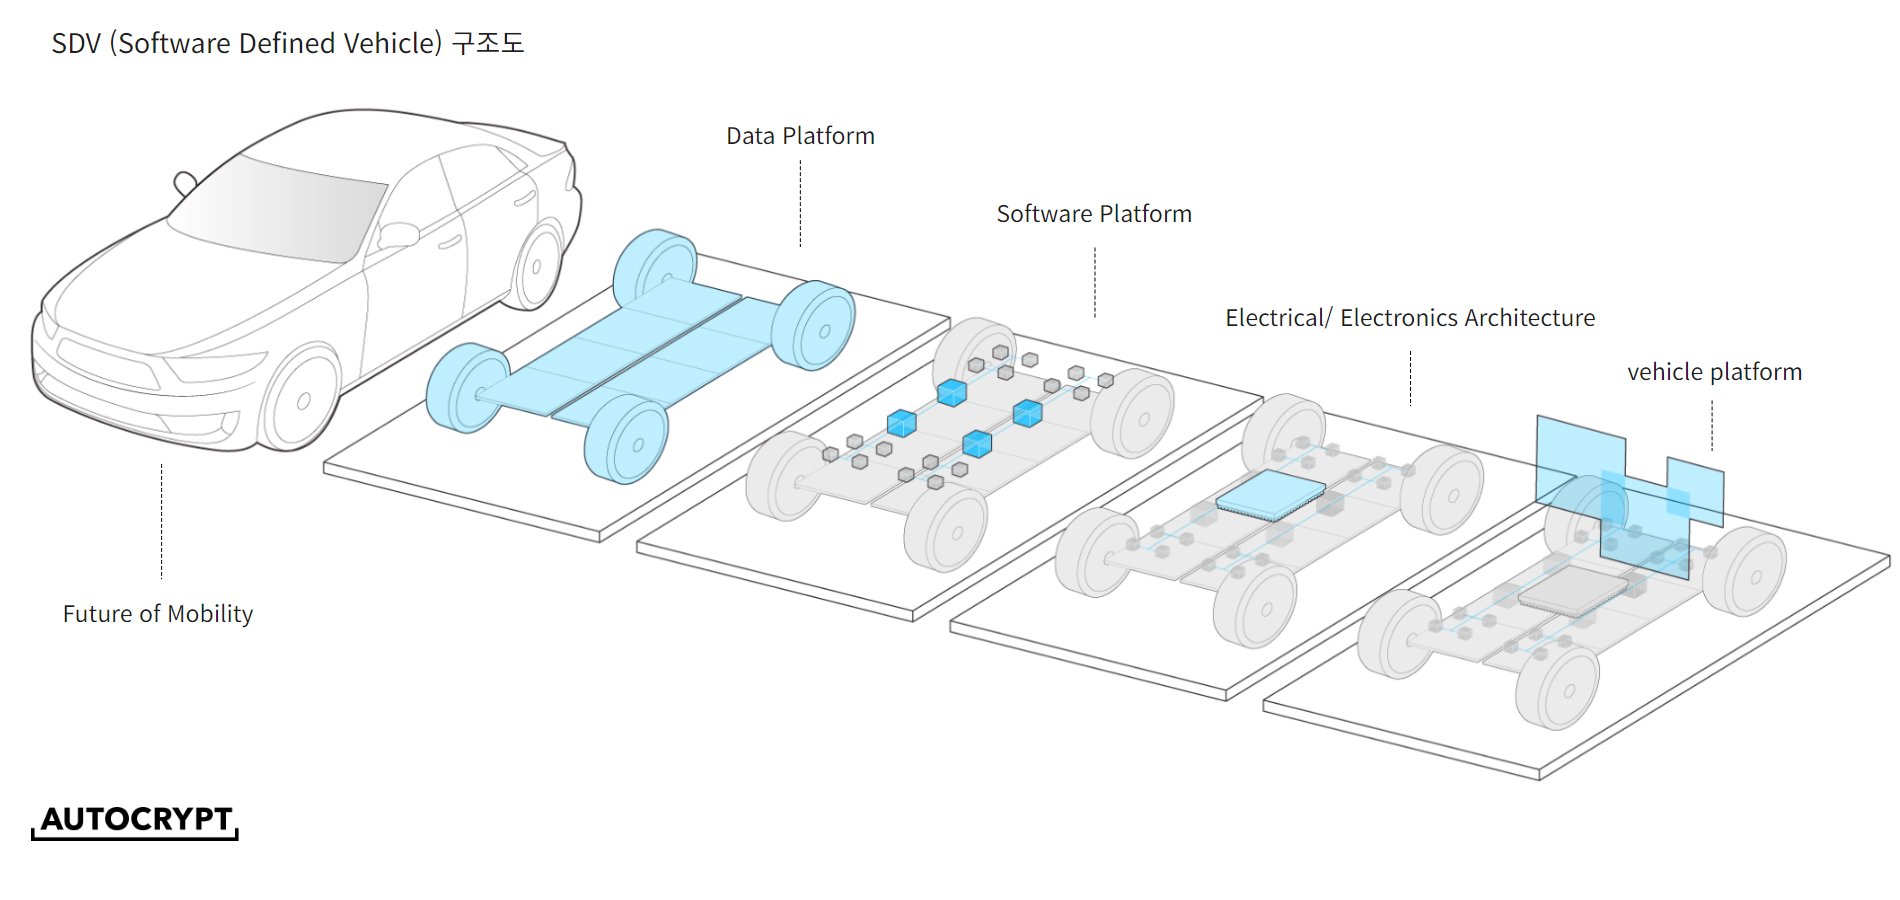 SDV (Software Defined Vehicle) 구조도
Data Platform
Software Platform
Electrical/ Electronics Architecture
vehicle platform
Future of Mobility
AUTOCRYPT